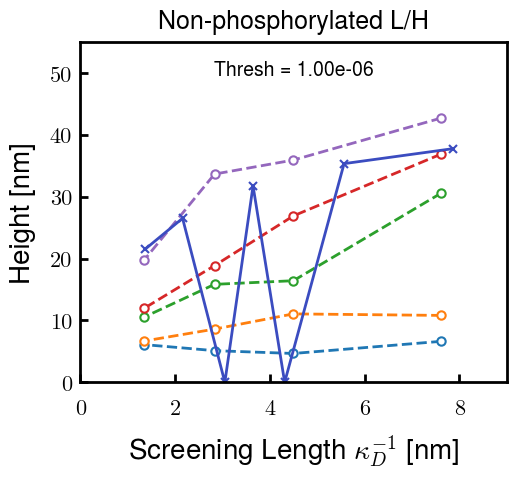 Non-phosphorylated L/H
Thresh = 1.00e-06
Height [nm]
50
40
30
20
10
0
0 2 4 6 8
Screening Length κ_D^{-1} [nm]